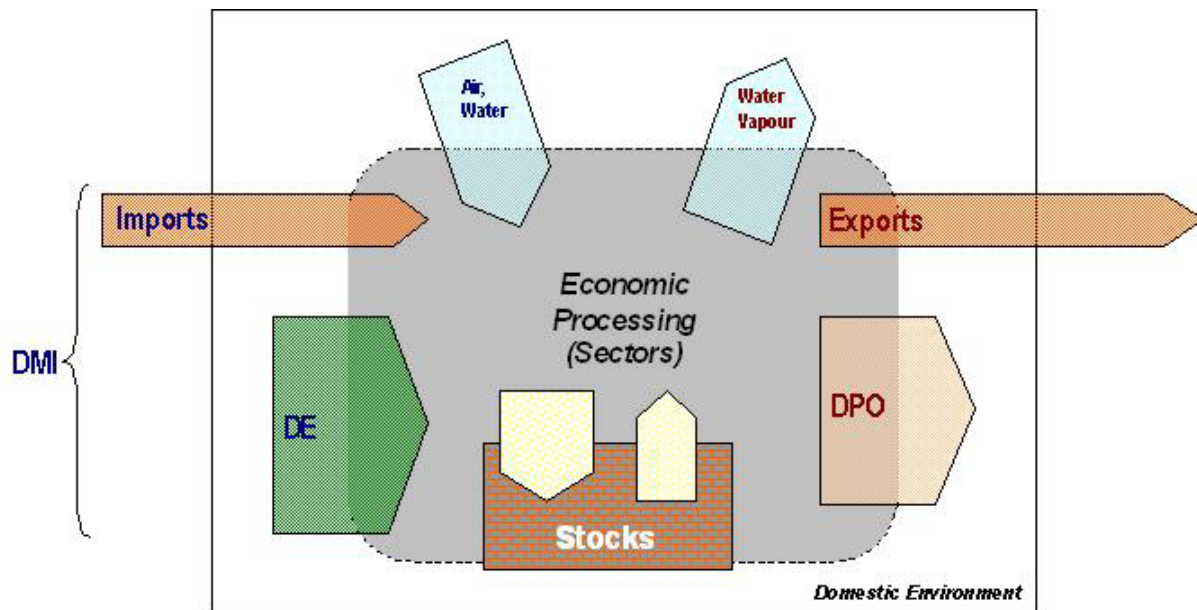 Air,
Water
Water
Vapour
Imports
Exports
Economic
Processing
(Sectors)
DMI
DE
DPO
Stocks
Domestic Environment